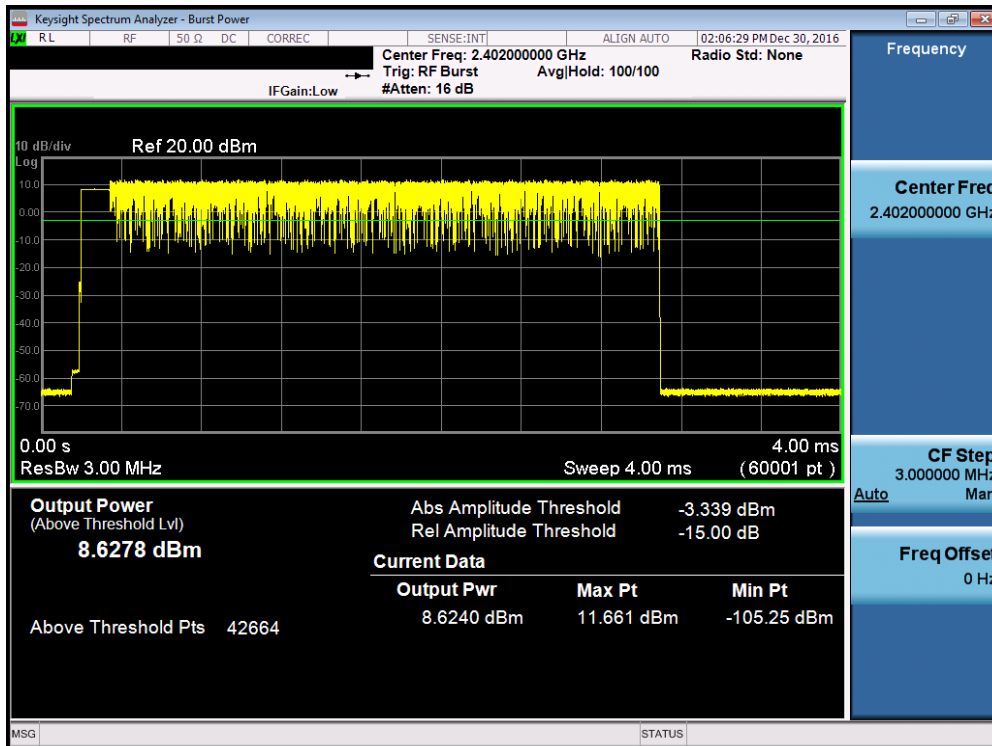 Keysight Spectrum Analyzer - Burst Power
LXI RL RF 50 Ω DC CORREC SENSE:INT ALIGN AUTO 02:06:29 PM Dec 30, 2016
Center Freq: 2.402000000 GHz Radio Std: None
Trig: RF Burst Avg|Hold: 100/100
IFGain:Low #Atten: 16 dB
10 dB/div Ref 20.00 dBm
Log
10.0
0.00
-10.0
-20.0
-30.0
-40.0
-50.0
-60.0
-70.0
0.00 s 4.00 ms
ResBw 3.00 MHz Sweep 4.00 ms (60001 pt )
Output Power
(Above Threshold Lvl)
8.6278 dBm
Above Threshold Pts 42664
Abs Amplitude Threshold -3.339 dBm
Rel Amplitude Threshold -15.00 dB
Current Data
Output Pwr Max Pt Min Pt
8.6240 dBm 11.661 dBm -105.25 dBm
MSG STATUS
Frequency
Center Freq
2.402000000 GHz
CF Step
3.000000 MHz
Auto Man
Freq Offset
0 Hz